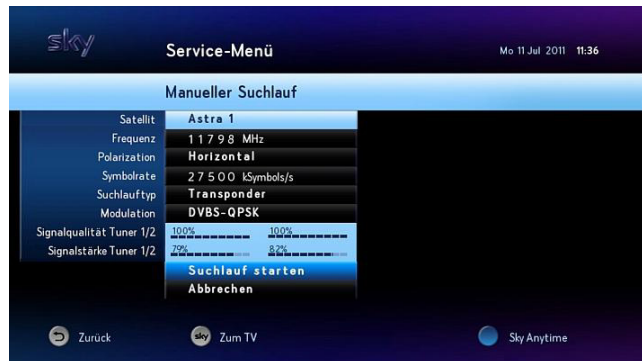 sky
Service-Menü
Mo 11 Jul 2011 11:36
Manueller Suchlauf
Satellit Astra 1
Frequenz 11798 MHz
Polarization Horizontal
Symbolrate 27500 kSymbols/s
Suchlauftyp Transponder
Modulation DVBS-QPSK
Signalqualität Tuner 1/2 100% 100%
Signalstärke Tuner 1/2 79% 82%
Suchlauf starten
Abbrechen
Zurück
sky Zum TV
Sky Anytime